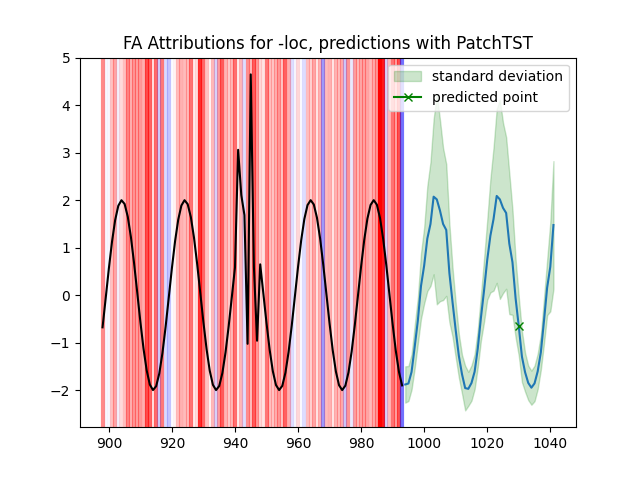 FA Attributions for -loc, predictions with PatchTST
standard deviation
predicted point
5
4
3
2
1
0
−1
−2
900 920 940 960 980 1000 1020 1040